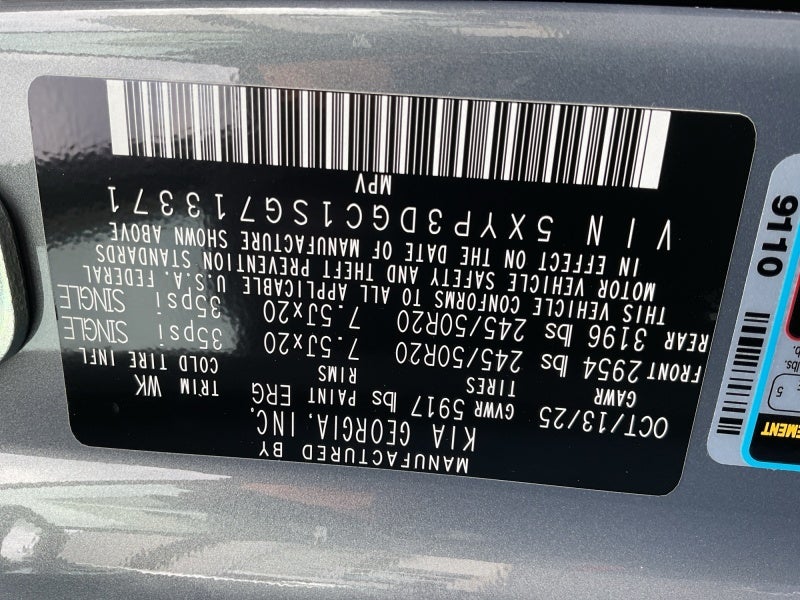 MANUFACTURED BY
KIA GEORGIA, INC.
OCT/13/25 GVWR 5917 lbs PAINT ERG TRIM WK
GAWR TIRES RIMS COLD TIRE INFL
FRONT 2954 lbs 245/50R20 7.5Jx20 35psi SINGLE
REAR 3196 lbs 245/50R20 7.5Jx20 35psi SINGLE
THIS VEHICLE CONFORMS TO ALL APPLICABLE U.S.A. FEDERAL
MOTOR VEHICLE SAFETY AND THEFT PREVENTION STANDARDS
IN EFFECT ON THE DATE OF MANUFACTURE SHOWN ABOVE
VIN 5XYP3DGC1SG713371
MPV
9110
5
lbs.